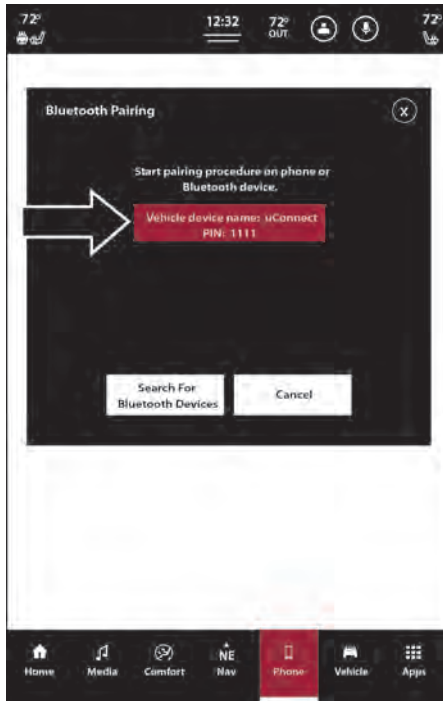 72°
12:32
72°
OUT
72°
Bluetooth Pairing
X
Start pairing procedure on phone or
Bluetooth device.
Vehicle device name: uConnect
PIN: 1111
Search For
Bluetooth Devices
Cancel
NE
Home
Media
Comfort
Nav
Phone
Vehicle
Apps